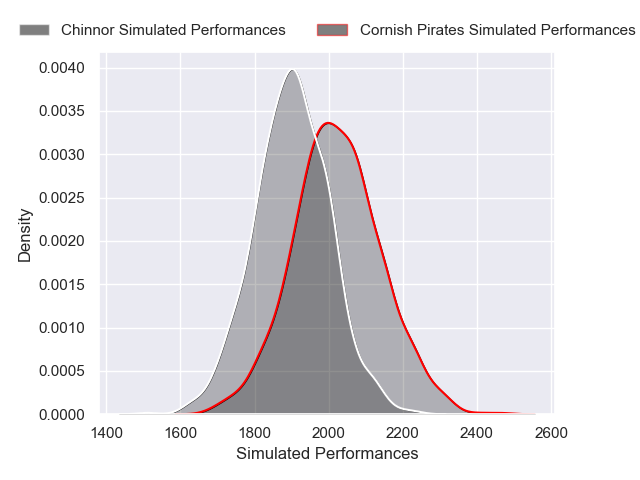 Chinnor Simulated Performances
Cornish Pirates Simulated Performances
0.0040
0.0035
0.0030
0.0025
0.0020
0.0015
0.0010
0.0005
0.0000
Density
1400 1600 1800 2000 2200 2400 2600
Simulated Performances